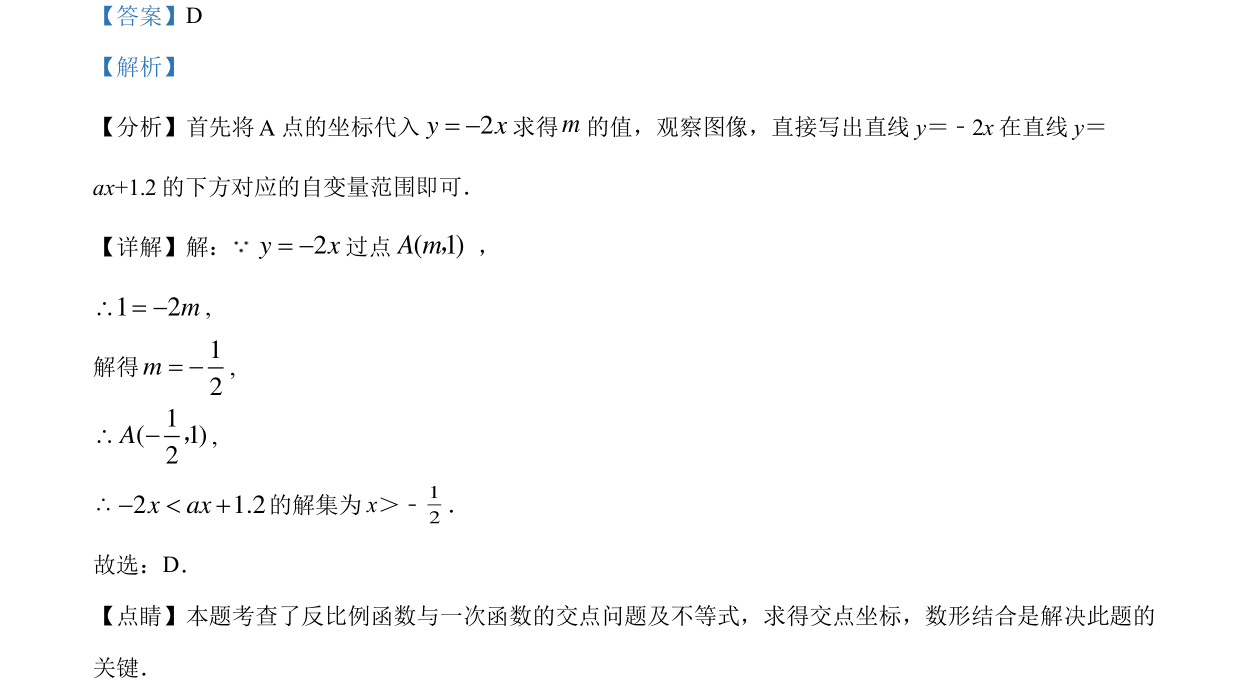 【答案】D
【解析】
【分析】首先将 A 点的坐标代入 y = −2x 求得 m 的值，观察图像，直接写出直线 y＝﹣2x 在直线 y＝
ax+1.2 的下方对应的自变量范围即可．
【详解】解：∵ y = −2x 过点 A(m,1) ，
∴1 = −2m ,
解得 m = −1/2 ,
∴ A(−1/2,1) ,
∴ −2x < ax +1.2 的解集为 x＞﹣1/2 ．
故选：D．
【点睛】本题考查了反比例函数与一次函数的交点问题及不等式，求得交点坐标，数形结合是解决此题的
关键．